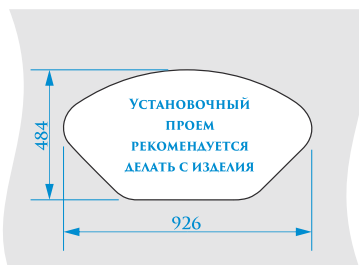 Установочный
проем
рекомендуется
делать с изделия
484
926